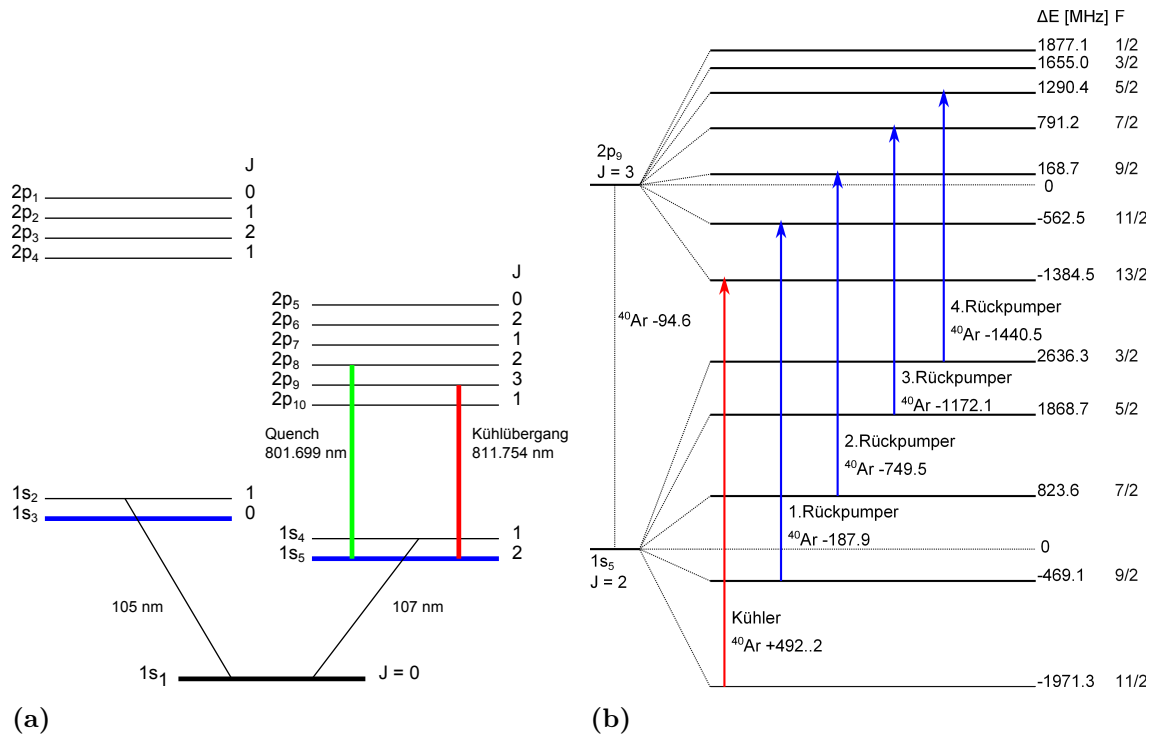 J
2p₁ 0
2p₂ 1
2p₃ 2
2p₄ 1
J
2p₅ 0
2p₆ 2
2p₇ 1
2p₈ 2
2p₉ 3
2p₁₀ 1
Quench
801.699 nm
Kühlübergang
811.754 nm
1s₂ 1
1s₃ 0
1s₄ 1
1s₅ 2
105 nm
107 nm
1s₁ J = 0
(a)
ΔE [MHz] F
1877.1 1/2
1655.0 3/2
1290.4 5/2
791.2 7/2
2p₉
J = 3
168.7 9/2
0
-562.5 11/2
-1384.5 13/2
⁴⁰Ar -94.6
4.Rückpumper
⁴⁰Ar -1440.5
2636.3 3/2
3.Rückpumper
⁴⁰Ar -1172.1
1868.7 5/2
2.Rückpumper
⁴⁰Ar -749.5
823.6 7/2
1.Rückpumper
⁴⁰Ar -187.9
0
1s₅
J = 2
-469.1 9/2
Kühler
⁴⁰Ar +492..2
-1971.3 11/2
(b)